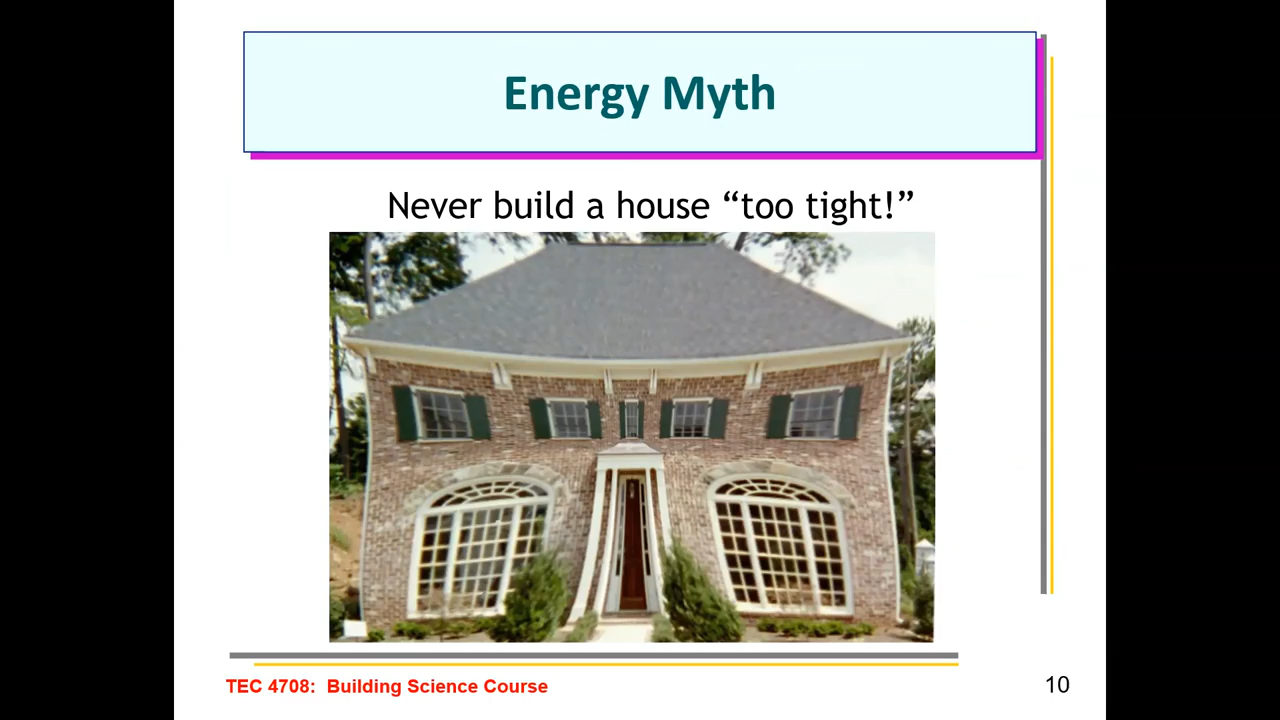 Energy Myth
Never build a house “too tight!”
TEC 4708:  Building Science Course
10